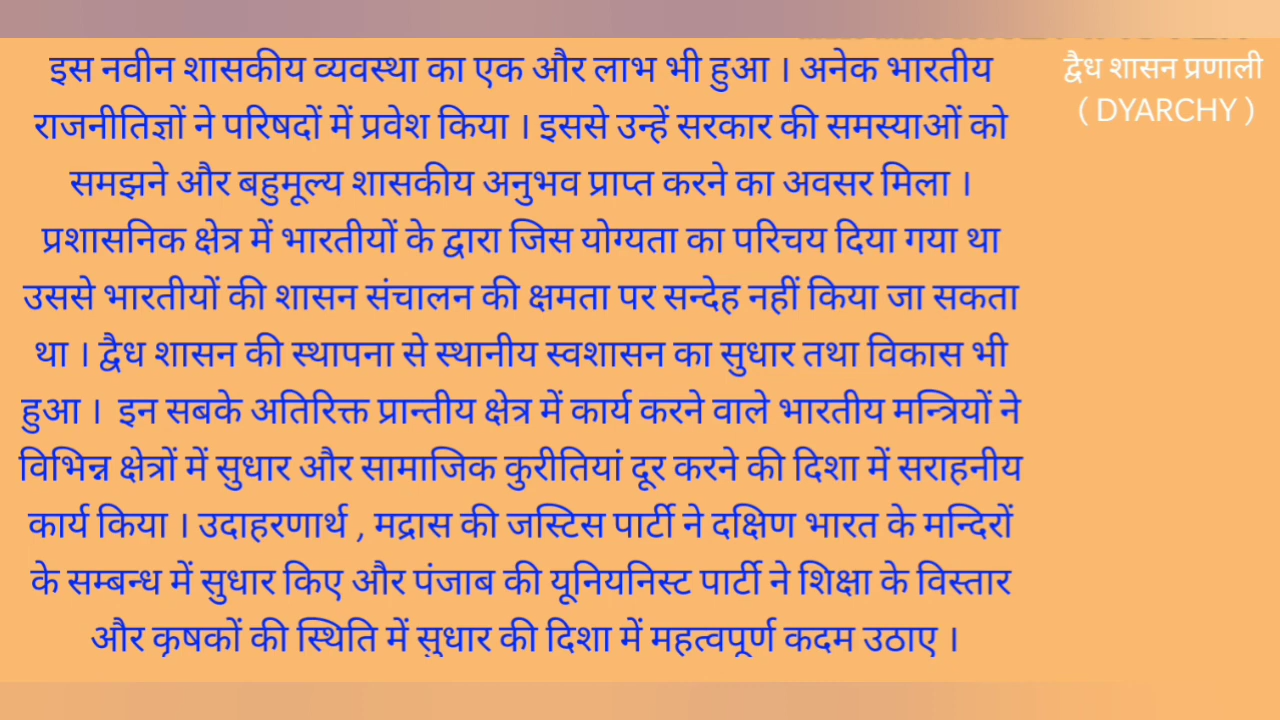 इस नवीन शासकीय व्यवस्था का एक और लाभ भी हुआ । अनेक भारतीय
राजनीतिज्ञों ने परिषदों में प्रवेश किया । इससे उन्हें सरकार की समस्याओं को
समझने और बहुमूल्य शासकीय अनुभव प्राप्त करने का अवसर मिला ।
प्रशासनिक क्षेत्र में भारतीयों के द्वारा जिस योग्यता का परिचय दिया गया था
उससे भारतीयों की शासन संचालन की क्षमता पर सन्देह नहीं किया जा सकता
था । द्वैध शासन की स्थापना से स्थानीय स्वशासन का सुधार तथा विकास भी
हुआ । इन सबके अतिरिक्त प्रान्तीय क्षेत्र में कार्य करने वाले भारतीय मन्त्रियों ने
विभिन्न क्षेत्रों में सुधार और सामाजिक कुरीतियां दूर करने की दिशा में सराहनीय
कार्य किया । उदाहरणार्थ , मद्रास की जस्टिस पार्टी ने दक्षिण भारत के मन्दिरों
के सम्बन्ध में सुधार किए और पंजाब की यूनियनिस्ट पार्टी ने शिक्षा के विस्तार
और कृषकों की स्थिति में सुधार की दिशा में महत्वपूर्ण कदम उठाए ।
द्वैध शासन प्रणाली
( DYARCHY )